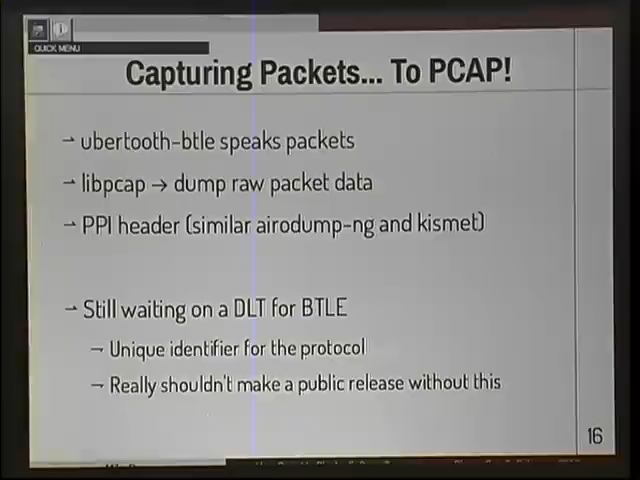 QUICK MENU
Capturing Packets... To PCAP!
→ ubertooth-btle speaks packets
→ libpcap → dump raw packet data
→ PPI header (similar airodump-ng and kismet)
→ Still waiting on a DLT for BTLE
→ Unique identifier for the protocol
→ Really shouldn't make a public release without this
16